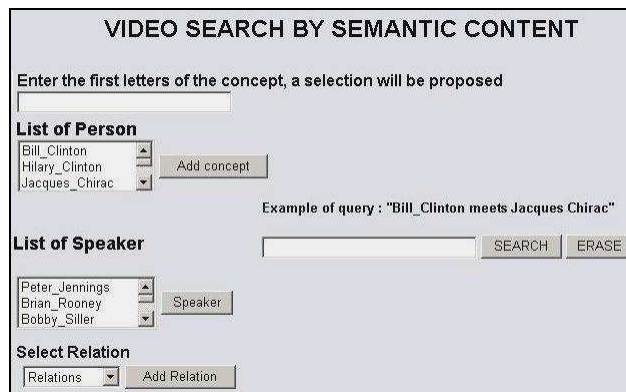 VIDEO SEARCH BY SEMANTIC CONTENT
Enter the first letters of the concept, a selection will be proposed
List of Person
Bill_Clinton
Hilary_Clinton
Jacques_Chirac
Add concept
Example of query : "Bill_Clinton meets Jacques Chirac"
List of Speaker
SEARCH
ERASE
Peter_Jennings
Brian_Rooney
Bobby_Siller
Speaker
Select Relation
Relations
Add Relation